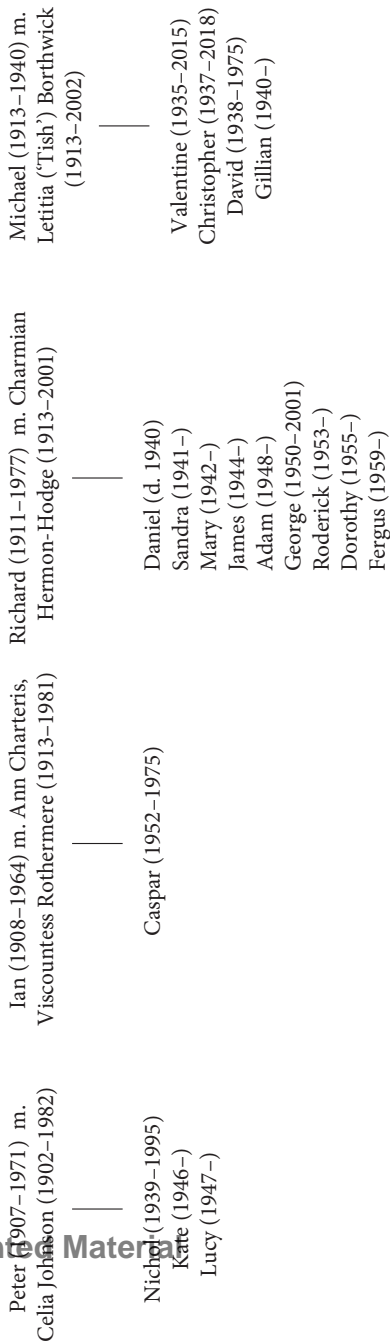 Peter (1907–1971) m.
Celia Johnson (1902–1982)
Nichol (1939–1995)
Kate (1946–)
Lucy (1947–)
Ian (1908–1964) m. Ann Charteris,
Viscountess Rothermere (1913–1981)
Caspar (1952–1975)
Richard (1911–1977) m. Charmian
Hermon-Hodge (1913–2001)
Daniel (d. 1940)
Sandra (1941–)
Mary (1942–)
James (1944–)
Adam (1948–)
George (1950–2001)
Roderick (1953–)
Dorothy (1955–)
Fergus (1959–)
Michael (1913–1940) m.
Letitia (‘Tish’) Borthwick
(1913–2002)
Valentine (1935–2015)
Christopher (1937–2018)
David (1938–1975)
Gillian (1940–)
nted Material